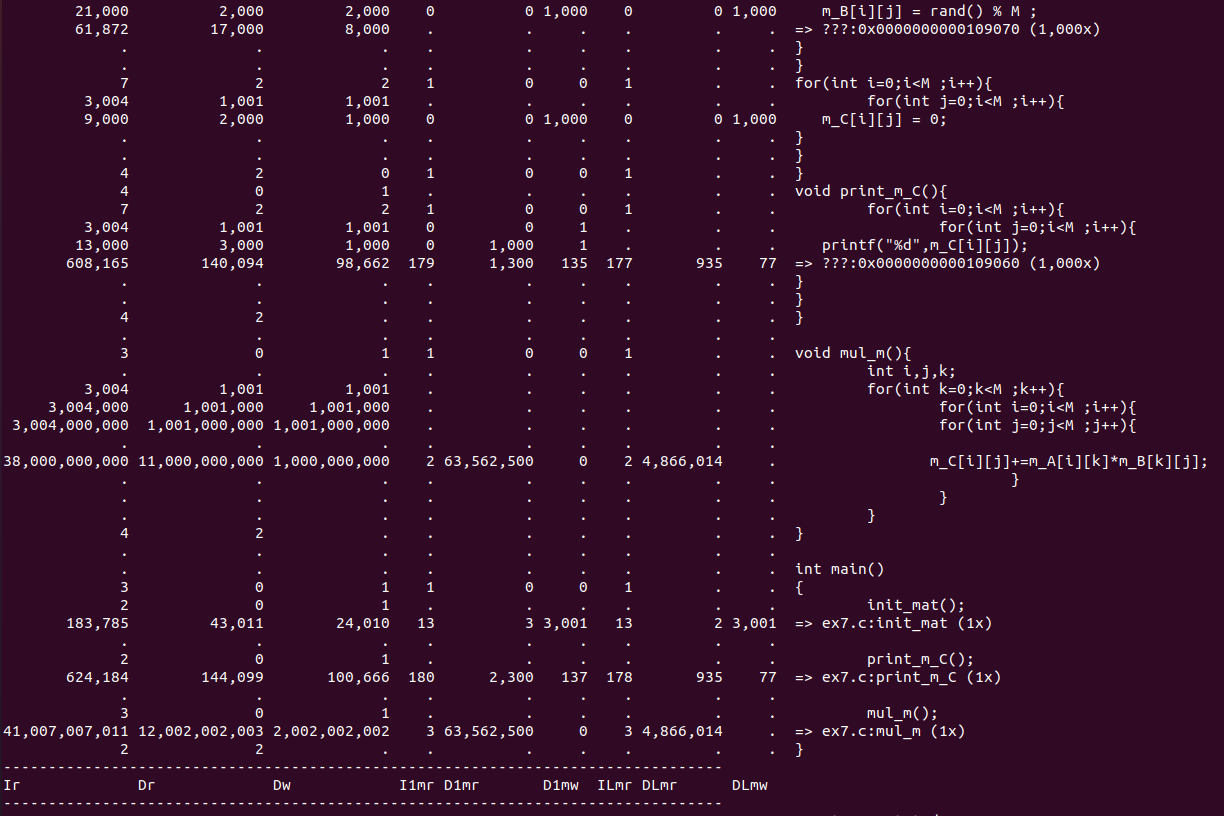 21,000 2,000 2,000 0 0 1,000 0 0 1,000 m_B[i][j] = rand() % M ;
61,872 17,000 8,000 . . . . . . => ???:0x0000000000109070 (1,000x)
. . . . . . . . . }
. . . . . . . . . }
7 2 2 1 0 0 1 . . for(int i=0;i<M ;i++){
3,004 1,001 1,001 . . . . . . for(int j=0;i<M ;i++){
9,000 2,000 1,000 0 0 1,000 0 0 1,000 m_C[i][j] = 0;
. . . . . . . . . }
. . . . . . . . . }
4 2 0 1 0 0 1 . . }
4 0 1 . . . . . . void print_m_C(){
7 2 2 1 0 0 1 . . for(int i=0;i<M ;i++){
3,004 1,001 1,001 0 0 1 . . . for(int j=0;i<M ;i++){
13,000 3,000 1,000 0 1,000 1 . . . printf("%d",m_C[i][j]);
608,165 140,094 98,662 179 1,300 135 177 935 77 => ???:0x0000000000109060 (1,000x)
. . . . . . . . . }
. . . . . . . . . }
4 2 . . . . . . . }
. . . . . . . . .
3 0 1 1 0 0 1 . . void mul_m(){
. . . . . . . . . int i,j,k;
3,004 1,001 1,001 . . . . . . for(int k=0;k<M ;k++){
3,004,000 1,001,000 1,001,000 . . . . . . for(int i=0;i<M ;i++){
3,004,000,000 1,001,000,000 1,001,000,000 . . . . . . for(int j=0;j<M ;j++){
. . . . . . . . .
38,000,000,000 11,000,000,000 1,000,000,000 2 63,562,500 0 2 4,866,014 . m_C[i][j]+=m_A[i][k]*m_B[k][j];
. . . . . . . . . }
. . . . . . . . . }
. . . . . . . . . }
4 2 . . . . . . . }
. . . . . . . . .
. . . . . . . . . int main()
3 0 1 1 0 0 1 . . {
2 0 1 . . . . . . init_mat();
183,785 43,011 24,010 13 3 3,001 13 2 3,001 => ex7.c:init_mat (1x)
. . . . . . . . .
2 0 1 . . . . . . print_m_C();
624,184 144,099 100,666 180 2,300 137 178 935 77 => ex7.c:print_m_C (1x)
. . . . . . . . .
3 0 1 . . . . . . mul_m();
41,007,007,011 12,002,002,003 2,002,002,002 3 63,562,500 0 3 4,866,014 . => ex7.c:mul_m (1x)
2 2 . . . . . . . }
--------------------------------------------------------------------------------
Ir Dr Dw I1mr D1mr D1mw ILmr DLmr DLmw
--------------------------------------------------------------------------------